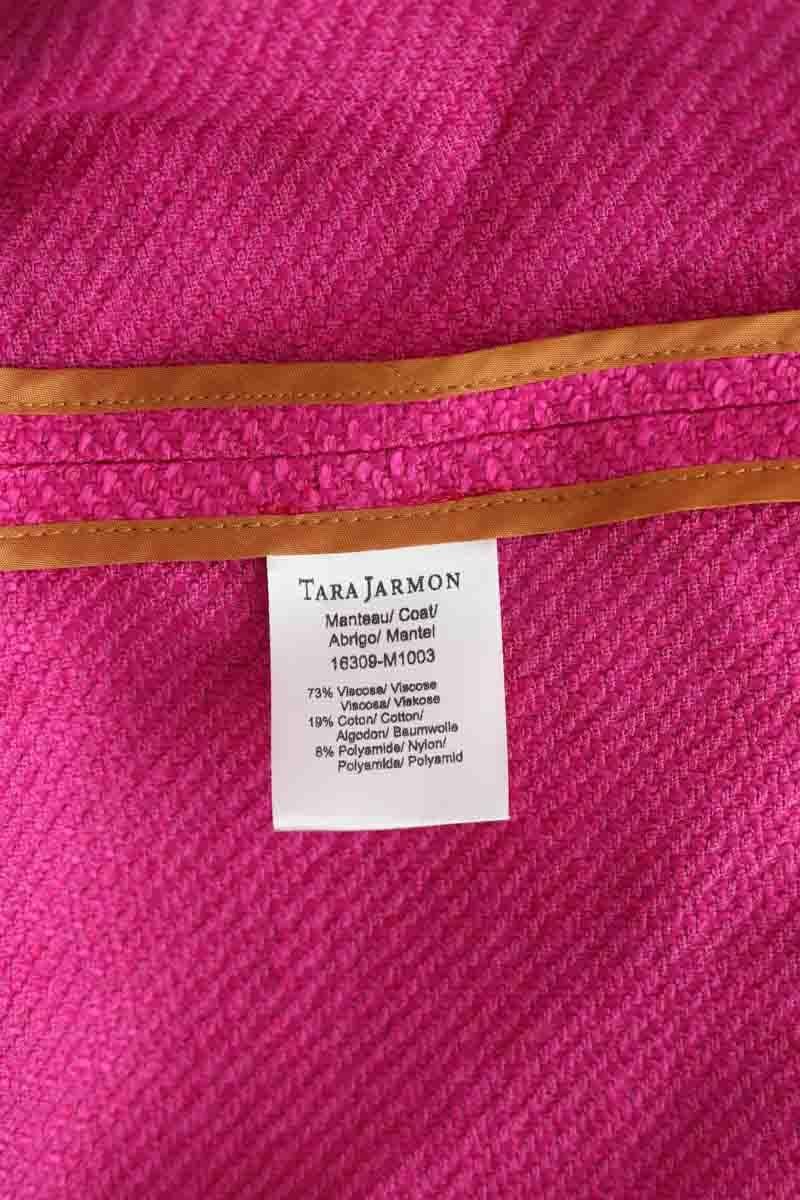 TARA JARMON
Manteau/ Coat/
Abrigo/ Mantel
16309-M1003
73% Viscose/ Viscose
Viscosa/ Viskose
19% Coton/ Cotton/
Algodon/ Baumwolle
8% Polyamide/ Nylon/
Polyamida/ Polyamid